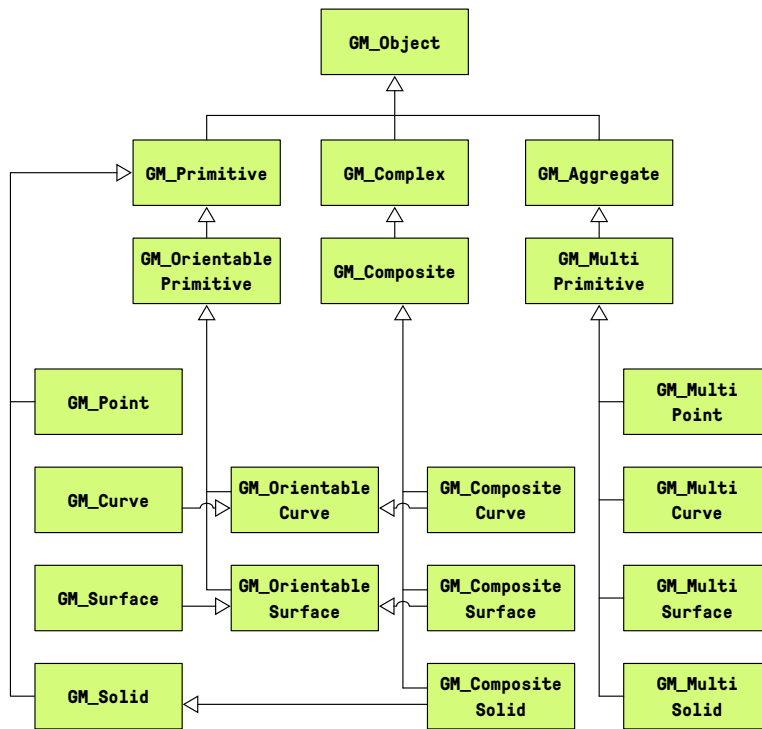 GM_Object
GM_Primitive
GM_Complex
GM_Aggregate
GM_Orientable
Primitive
GM_Composite
GM_Multi
Primitive
GM_Point
GM_Multi
Point
GM_Curve
GM_Orientable
Curve
GM_Composite
Curve
GM_Multi
Curve
GM_Surface
GM_Orientable
Surface
GM_Composite
Surface
GM_Multi
Surface
GM_Solid
GM_Composite
Solid
GM_Multi
Solid